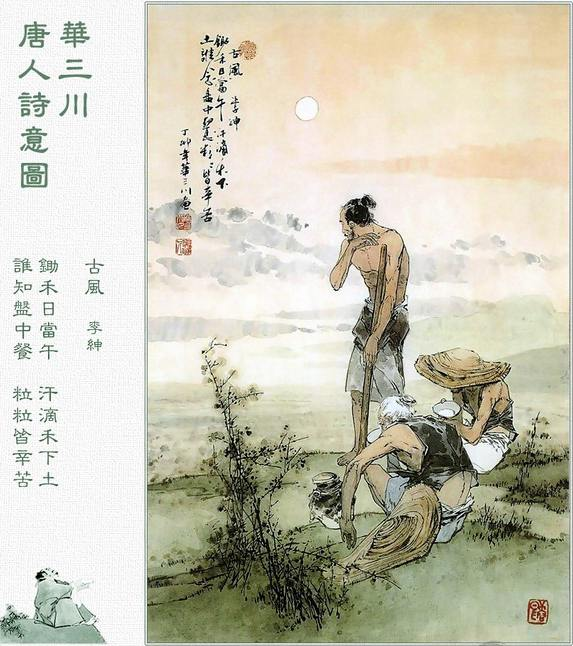 華三川
唐人詩意圖
古風 李紳
鋤禾日當午 汗滴禾下土
誰知盤中餐 粒粒皆辛苦
古風 李紳
鋤禾日當午汗滴禾下
土誰念盤中飧粒〻皆辛苦
丁卯年華三川畫